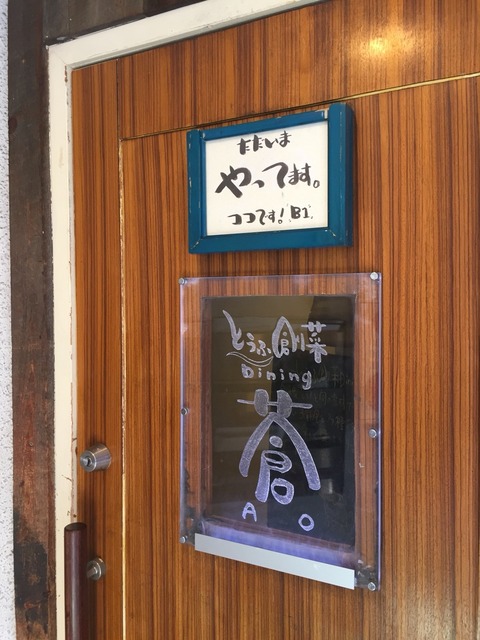 ただいま
やってます。
ココです! B1
とうふ創菜
Dining
蒼
AO